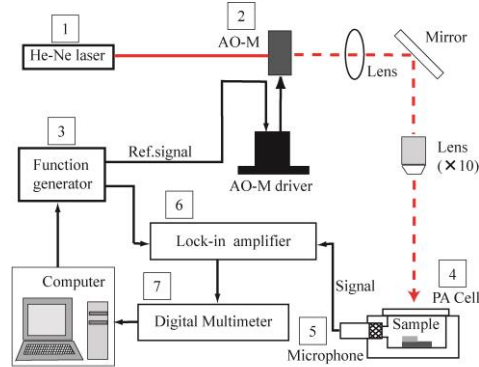 1
He-Ne laser
2
AO-M
Lens
Mirror
Lens
(×10)
3
Function
generator
Ref.signal
AO-M driver
6
Lock-in amplifier
Computer
7
Digital Multimeter
Signal
5
Microphone
4
PA Cell
Sample